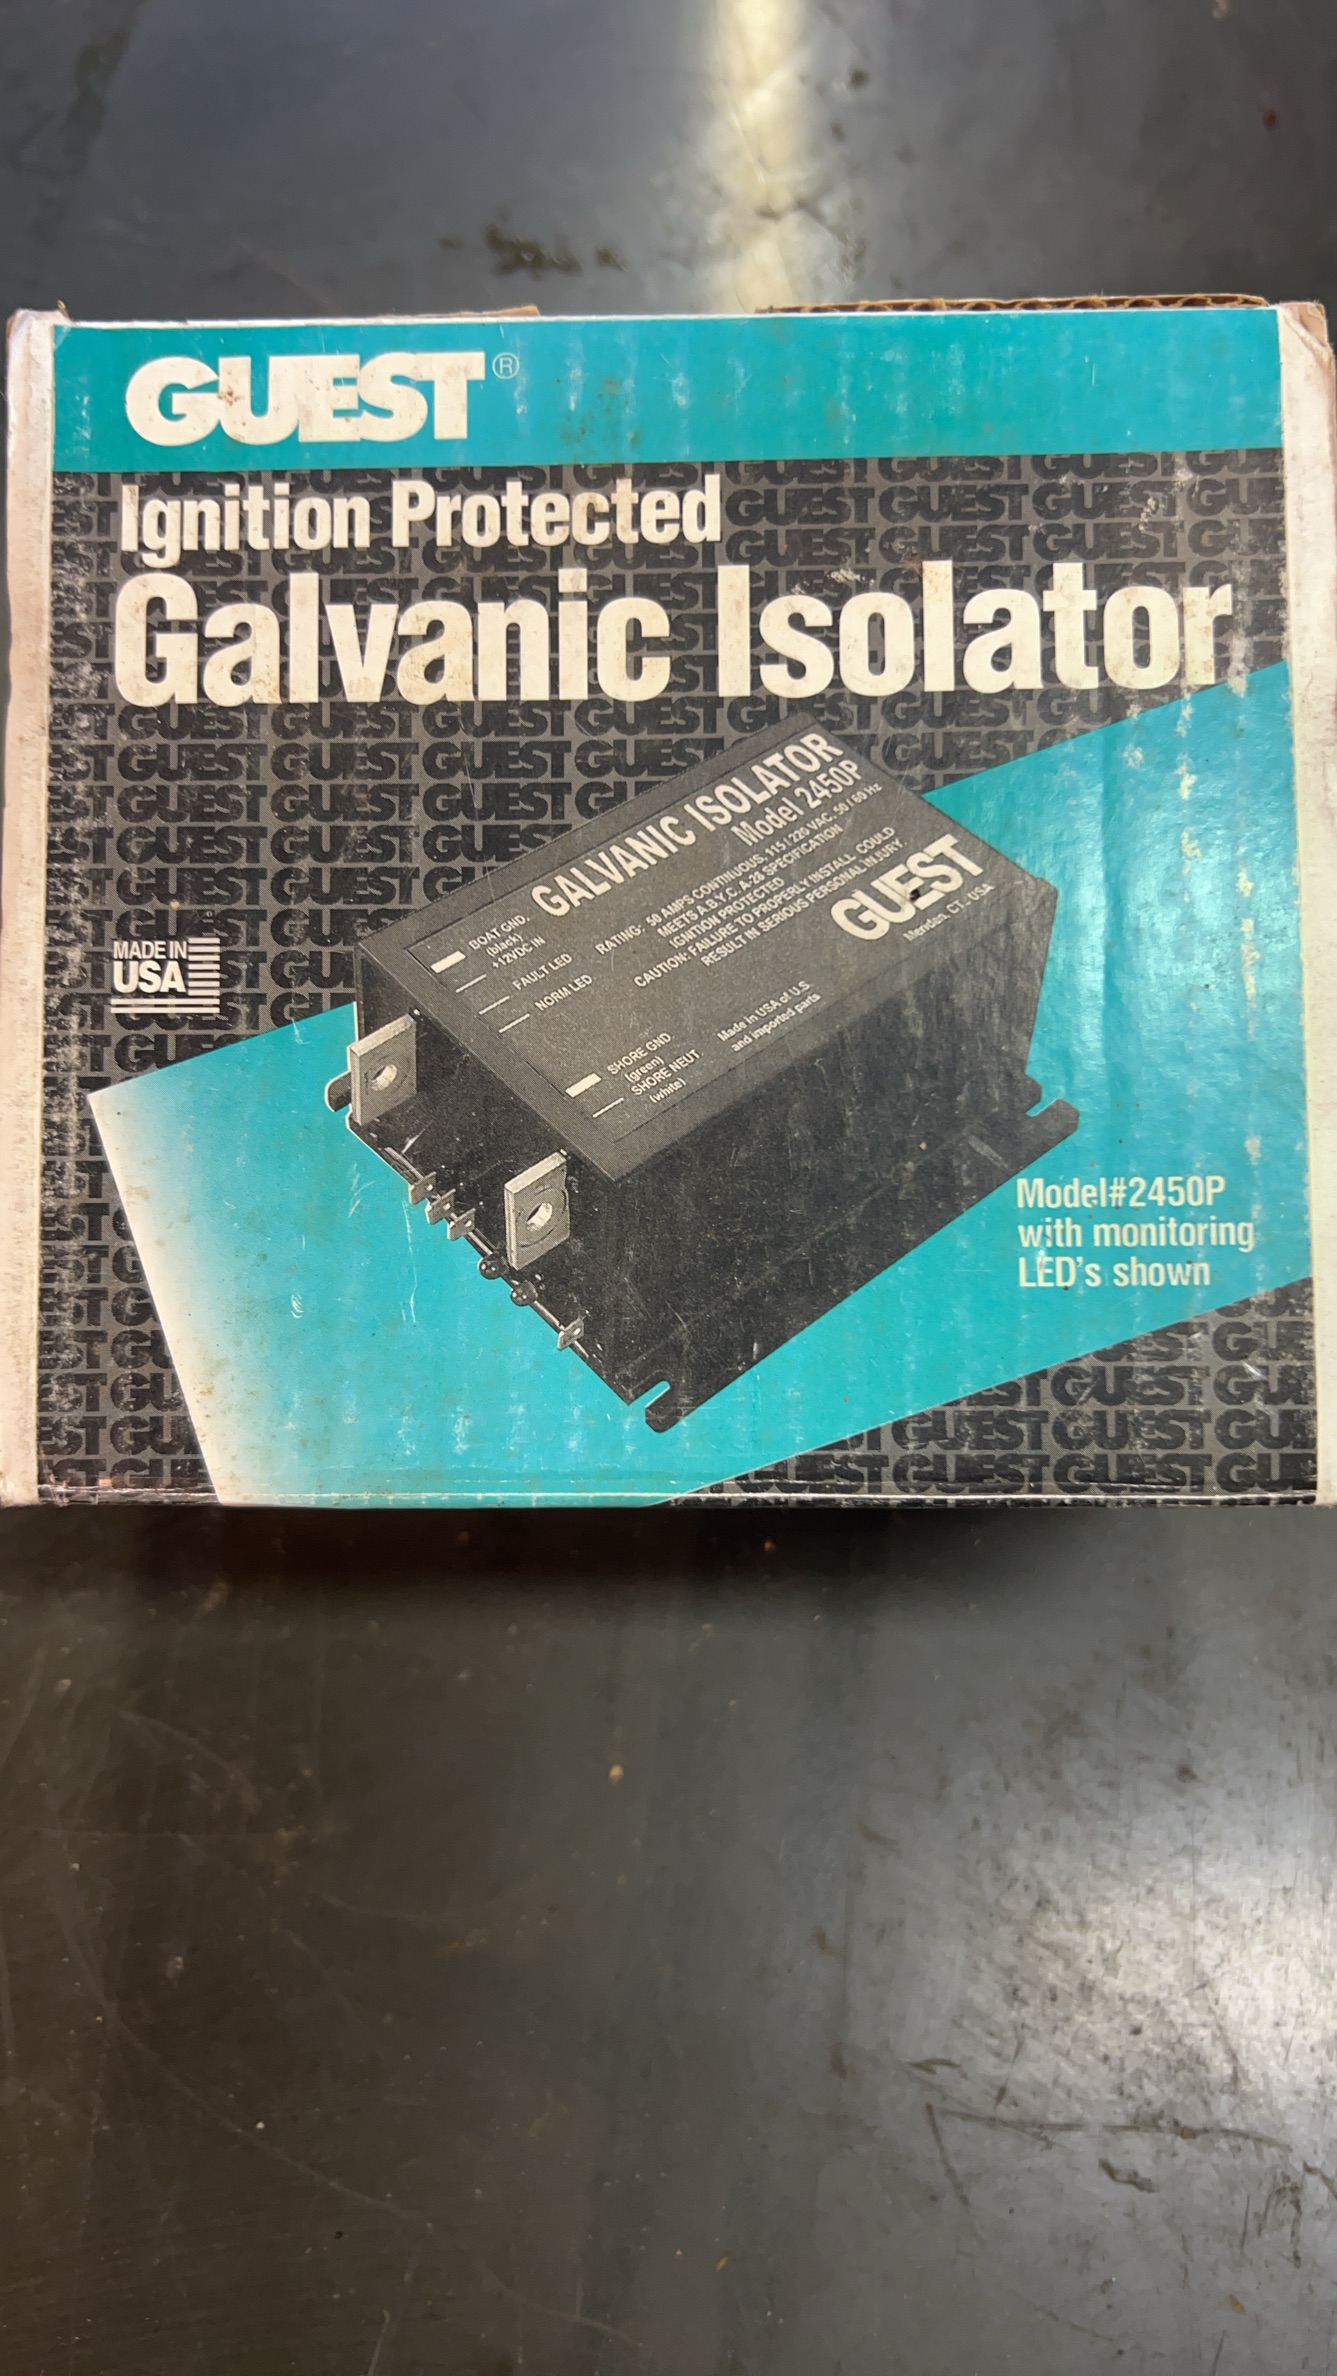 GUEST®
Ignition Protected
Galvanic Isolator
MADE IN
USA
GALVANIC ISOLATOR
Model 2450P
RATING: 50 AMPS CONTINUOUS, 115 / 220 VAC. 50 / 60 Hz
MEETS A.B.Y.C. A-28 SPECIFICATION
IGNITION PROTECTED
CAUTION: FAILURE TO PROPERLY INSTALL COULD
RESULT IN SERIOUS PERSONAL INJURY.
GUEST
Meriden, CT., USA
BOAT GND.
(black)
+12VDC IN
FAULT LED
NORIA LED
SHORE GND.
(green)
SHORE NEUT
(white)
Made in USA of U.S.
and imported parts
Model#2450P
with monitoring
LED's shown